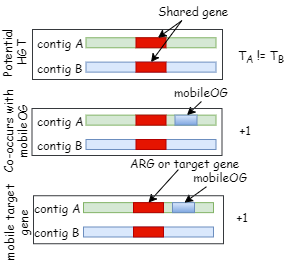 Shared gene
Potential
HGT
contig A
contig B
T_A != T_B
mobileOG
Co-occurs with
mobileOG
contig A
contig B
+1
ARG or target gene
mobileOG
mobile target
gene
contig A
contig B
+1